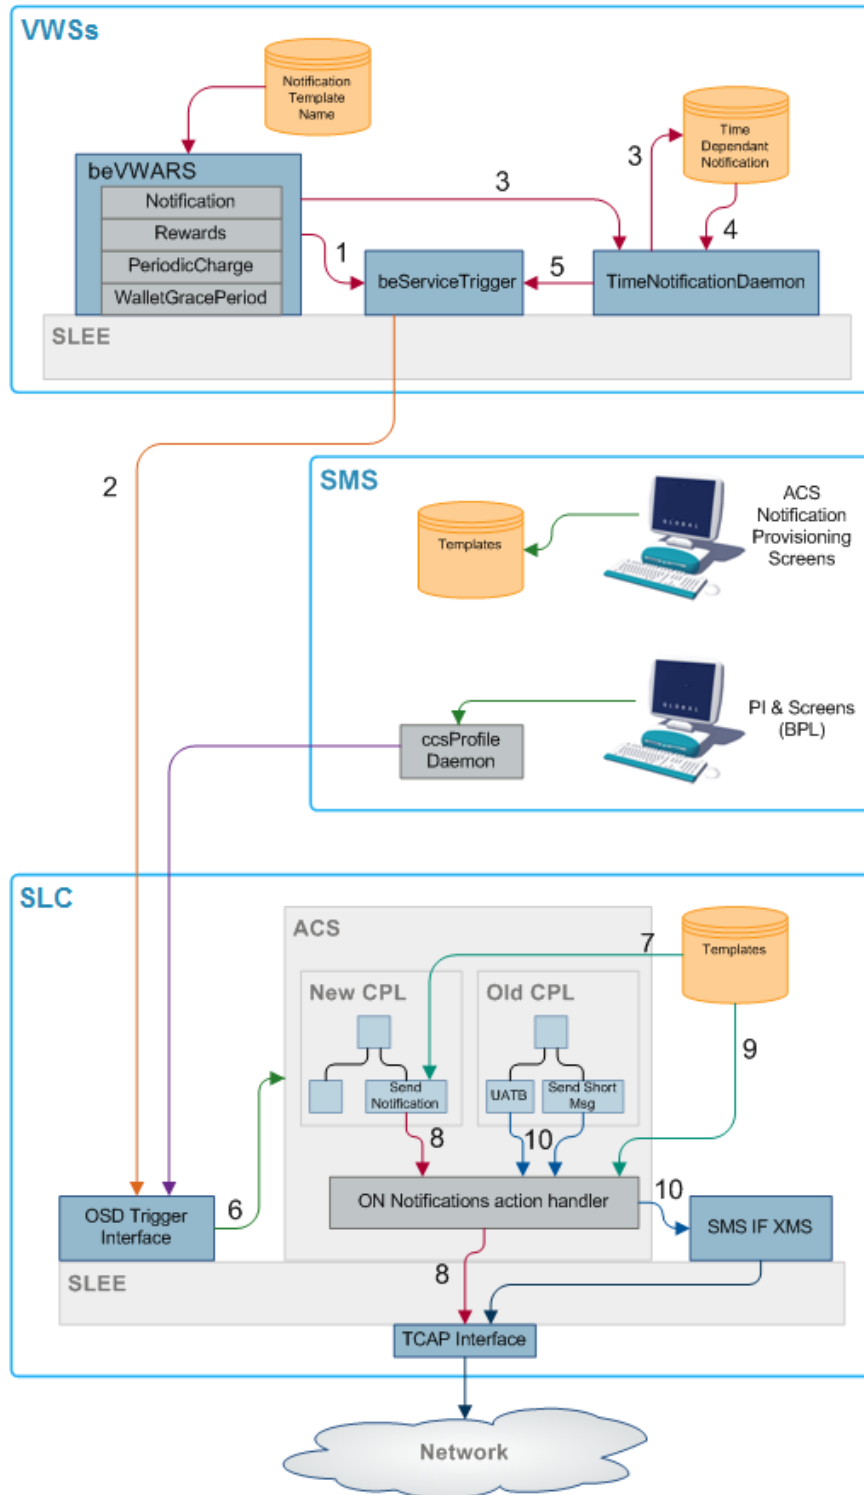 VWSs
Notification
Template
Name
Time
Dependant
Notification
beVWARS
Notification
Rewards
PeriodicCharge
WalletGracePeriod
3
3
4
1
beServiceTrigger
5
TimeNotificationDaemon
SLEE
2
SMS
Templates
GLOBAL
ACS
Notification
Provisioning
Screens
ccsProfile
Daemon
GLOBAL
PI & Screens
(BPL)
SLC
ACS
7
Templates
New CPL
Old CPL
9
Send
Notification
UATB
Send Short
Msg
8
10
ON Notifications action handler
10
OSD Trigger
Interface
6
SMS IF XMS
8
SLEE
TCAP Interface
Network